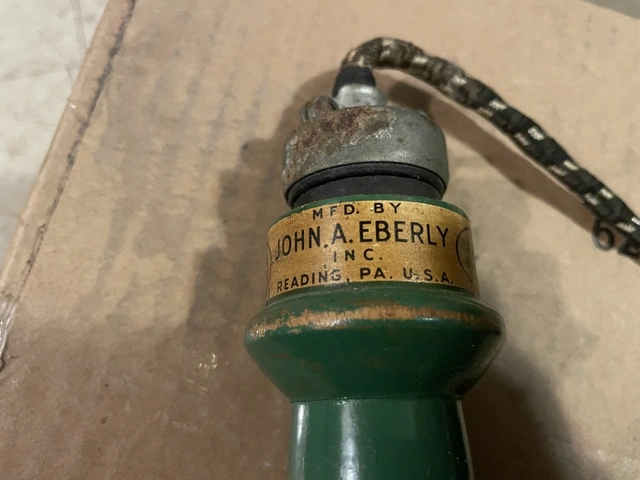 MFD. BY
JOHN.A.EBERLY
INC.
READING, PA. U.S.A.